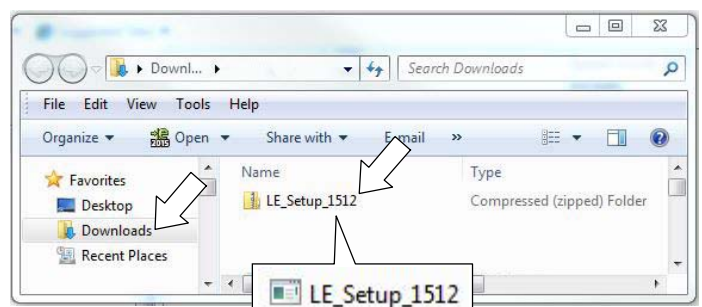 Downl...
Search Downloads
File Edit View Tools Help
Organize 2015 Open Share with E-mail »
Favorites
Desktop
Downloads
Recent Places
Name Type
LE_Setup_1512 Compressed (zipped) Folder
LE_Setup_1512